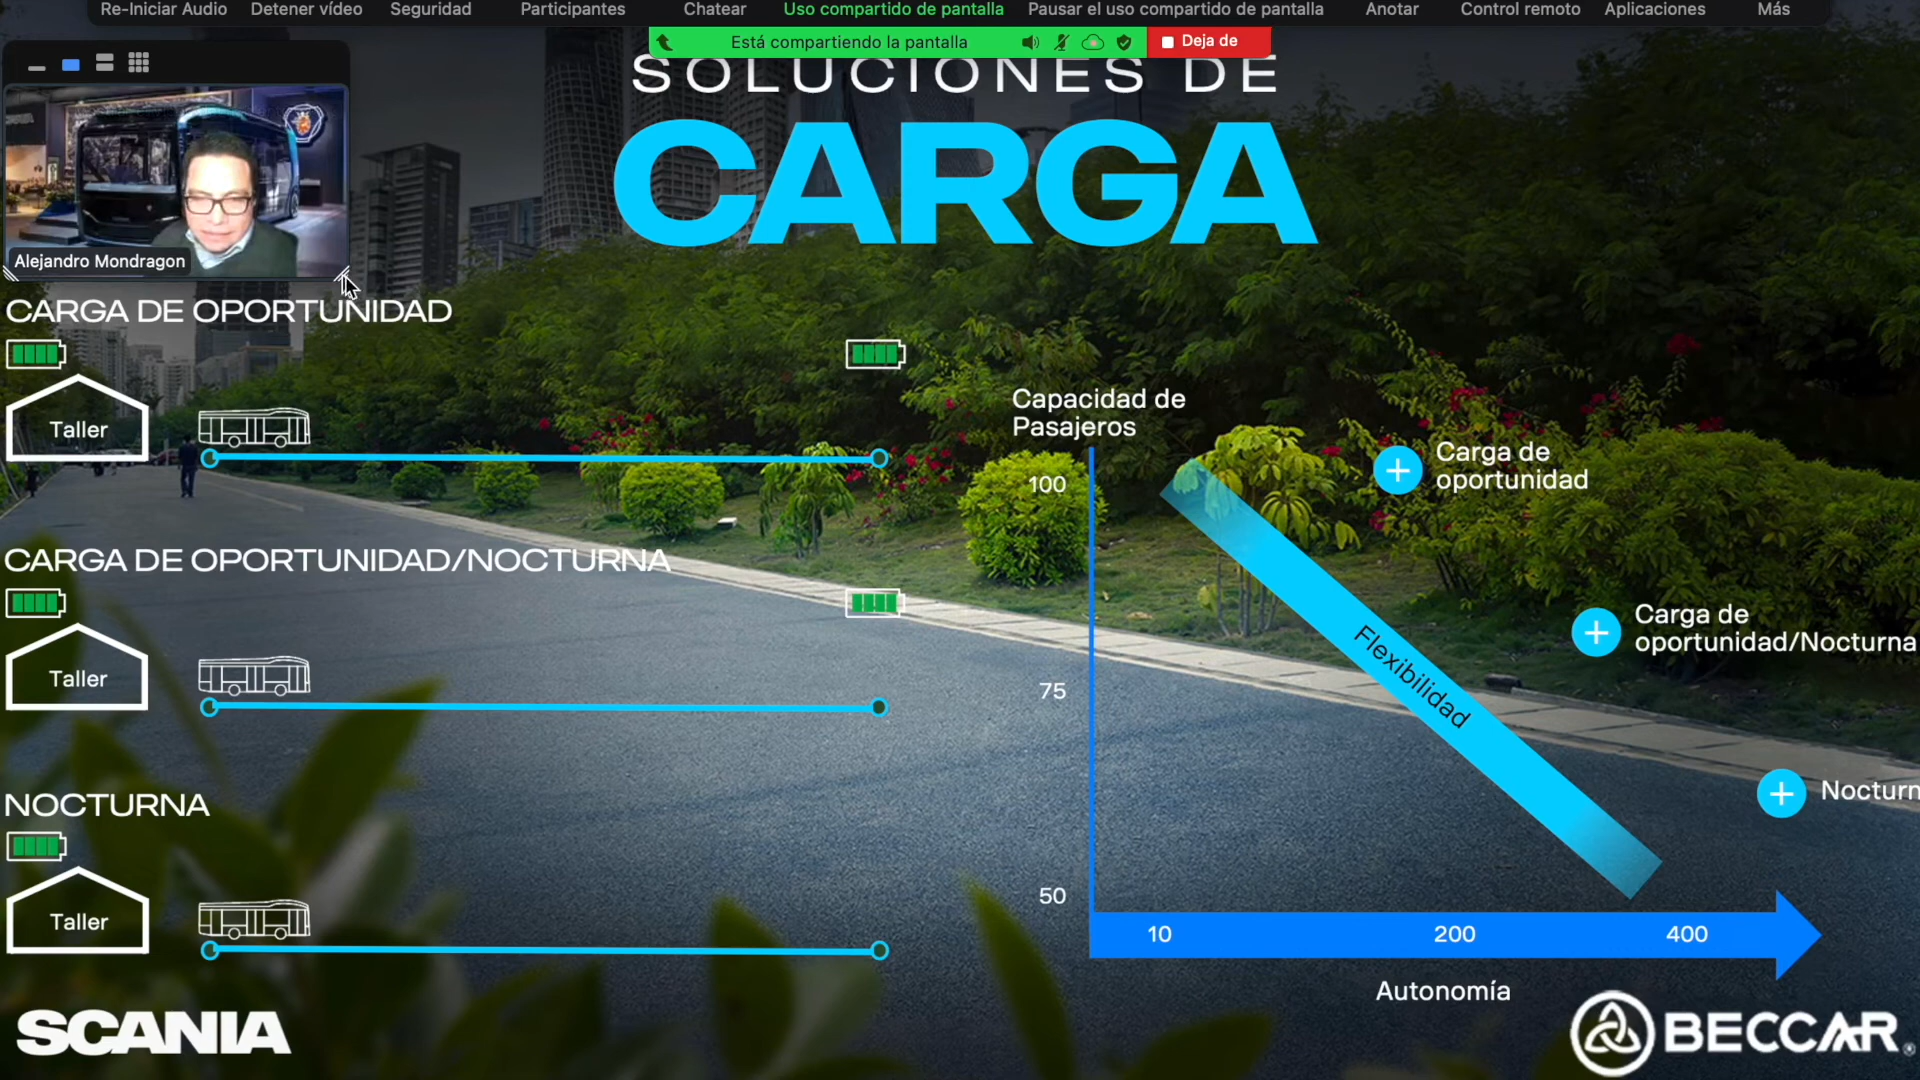 Re-Iniciar Audio
Detener vídeo
Seguridad
Participantes
Chatear
Uso compartido de pantalla
Pausar el uso compartido de pantalla
Anotar
Control remoto
Aplicaciones
Más
Está compartiendo la pantalla
Deja de
SOLUCIONES DE
CARGA
Alejandro Mondragon
CARGA DE OPORTUNIDAD
Taller
CARGA DE OPORTUNIDAD/NOCTURNA
Taller
NOCTURNA
Taller
Capacidad de
Pasajeros
100
75
50
Flexibilidad
Carga de
oportunidad
Carga de
oportunidad/Nocturna
Nocturn
10
200
400
Autonomía
SCANIA
BECCAR